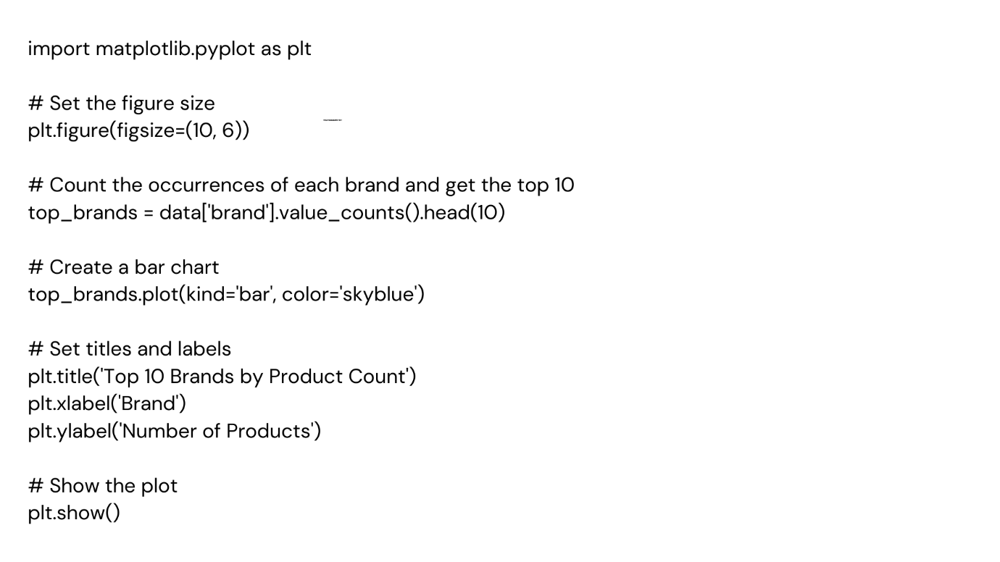 import matplotlib.pyplot as plt
# Set the figure size
plt.figure(figsize=(10, 6))
# Count the occurrences of each brand and get the top 10
top_brands = data['brand'].value_counts().head(10)
# Create a bar chart
top_brands.plot(kind='bar', color='skyblue')
# Set titles and labels
plt.title('Top 10 Brands by Product Count')
plt.xlabel('Brand')
plt.ylabel('Number of Products')
# Show the plot
plt.show()